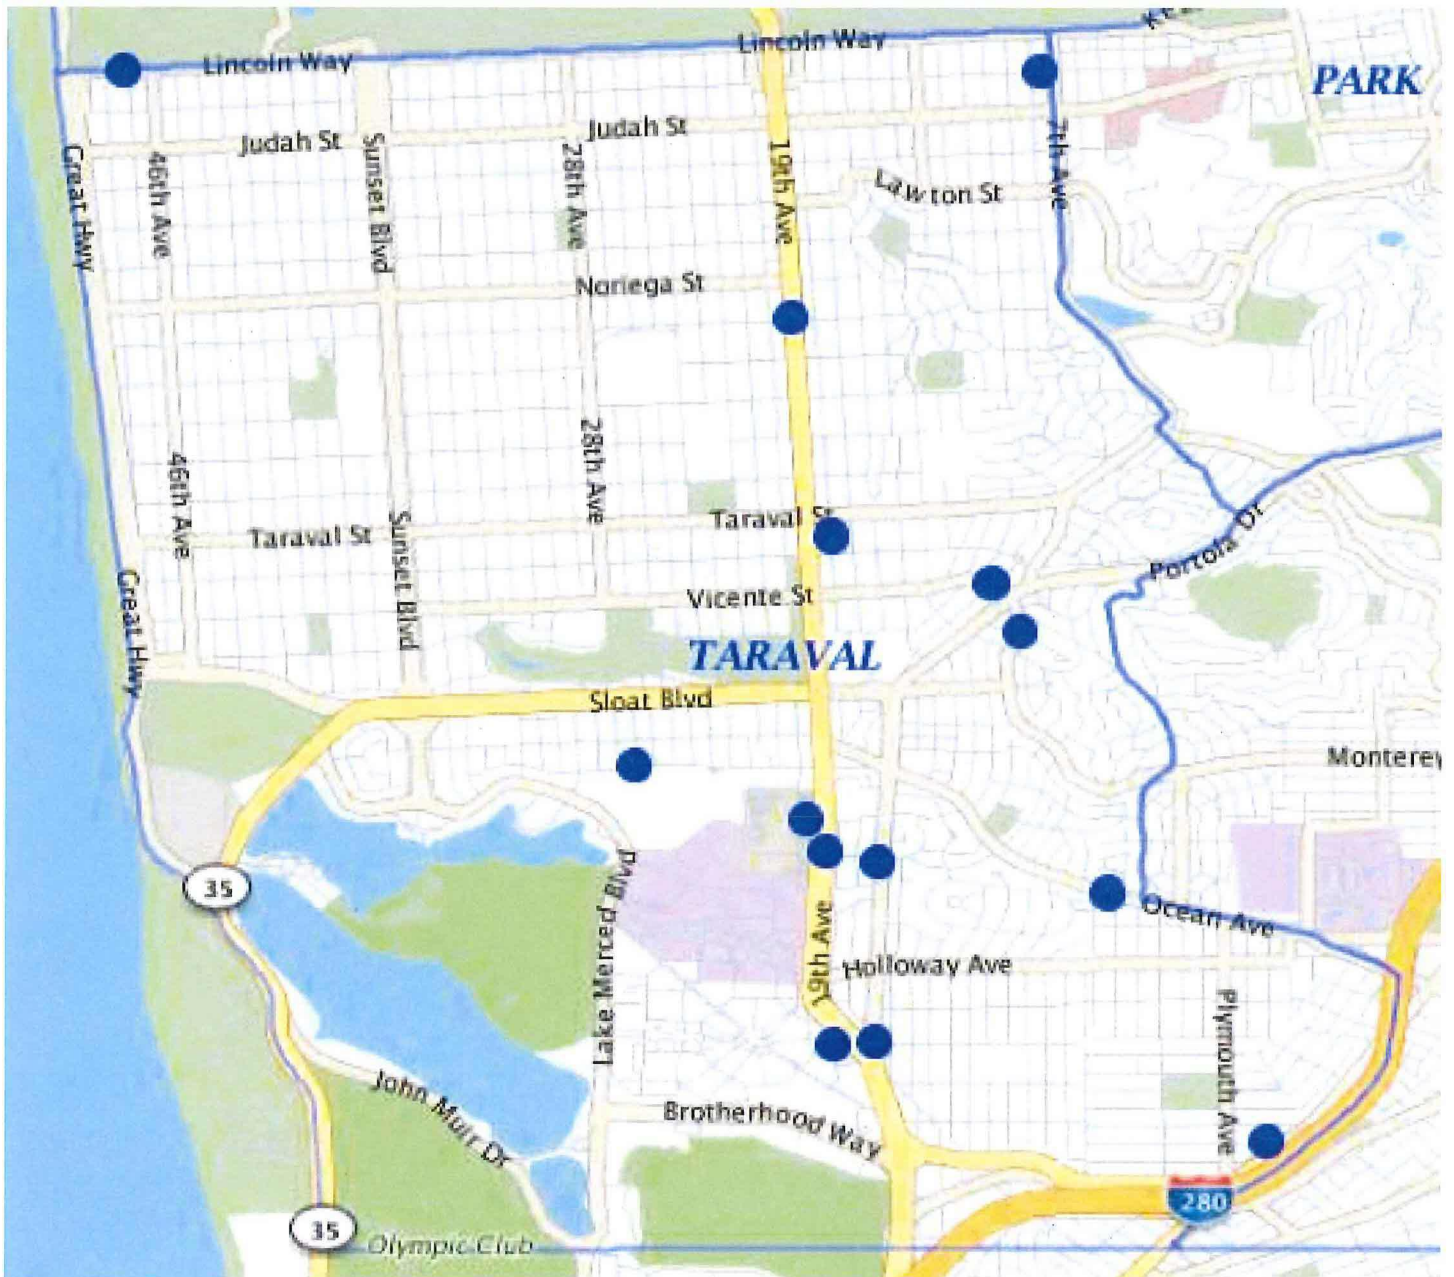 Lincoln Way
Lincoln Way
PARK
Judah St
Judah St
Great Hwy
46th Ave
Sunset Blvd
28th Ave
19th Ave
7th Ave
Lawton St
Noriega St
46th Ave
28th Ave
Taraval St
Taraval St
Sunset Blvd
Portola Dr
Great Hwy
Vicente St
TARAVAL
Sloat Blvd
Monterey
35
Lake Merced Blvd
19th Ave
Ocean Ave
Holloway Ave
Plymouth Ave
John Muir Dr
Brotherhood Way
280
35
Olympic Club